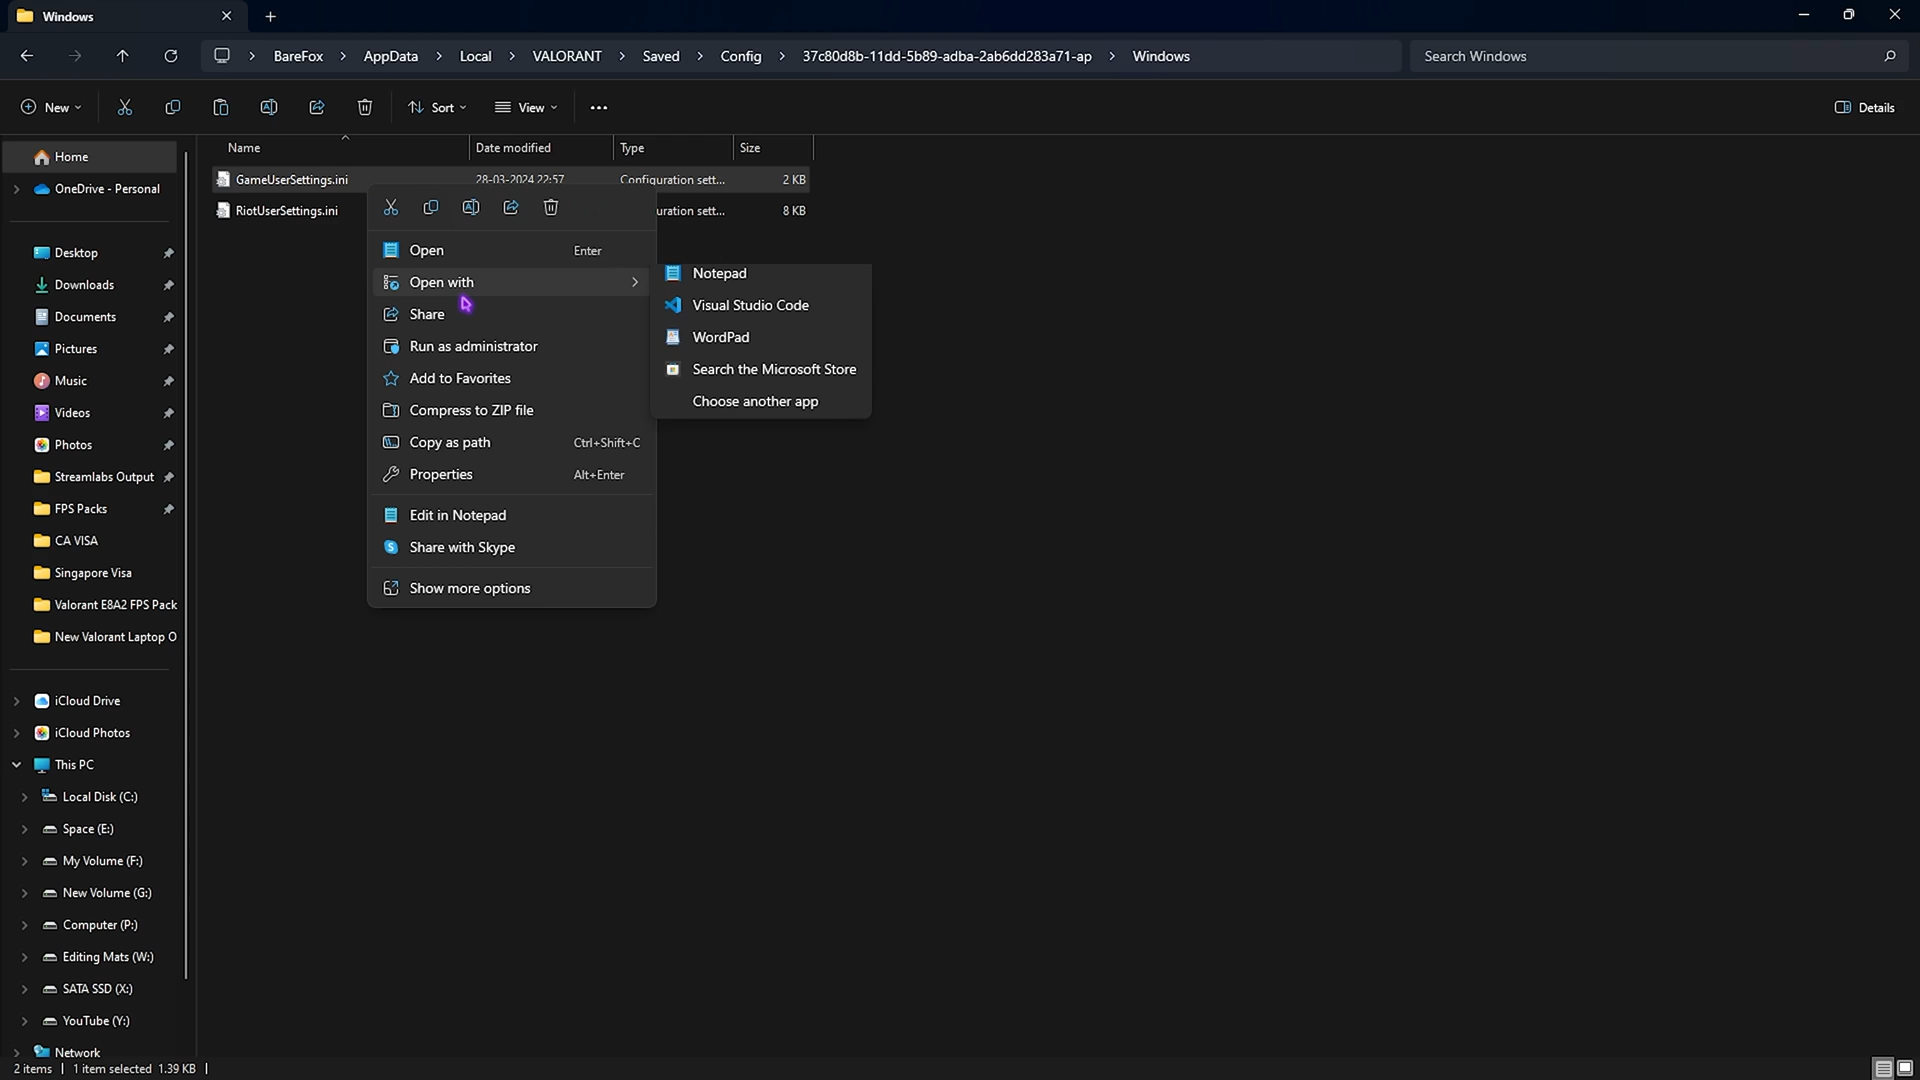 Windows
BareFox > AppData > Local > VALORANT > Saved > Config > 37c80d8b-11dd-5b89-adba-2ab6dd283a71-ap > Windows
Search Windows
New
Sort
View
Details
Name
Date modified
Type
Size
GameUserSettings.ini 28-03-2024 22:57 Configuration sett... 2 KB
RiotUserSettings.ini uration sett... 8 KB
Home
OneDrive - Personal
Desktop
Downloads
Documents
Pictures
Music
Videos
Photos
Streamlabs Output
FPS Packs
CA VISA
Singapore Visa
Valorant E8A2 FPS Pack
New Valorant Laptop O
iCloud Drive
iCloud Photos
This PC
Local Disk (C:)
Space (E:)
My Volume (F:)
New Volume (G:)
Computer (P:)
Editing Mats (W:)
SATA SSD (X:)
YouTube (Y:)
Network
Open Enter
Open with
Share
Run as administrator
Add to Favorites
Compress to ZIP file
Copy as path Ctrl+Shift+C
Properties Alt+Enter
Edit in Notepad
Share with Skype
Show more options
Notepad
Visual Studio Code
WordPad
Search the Microsoft Store
Choose another app
2 items | 1 item selected 1.39 KB |